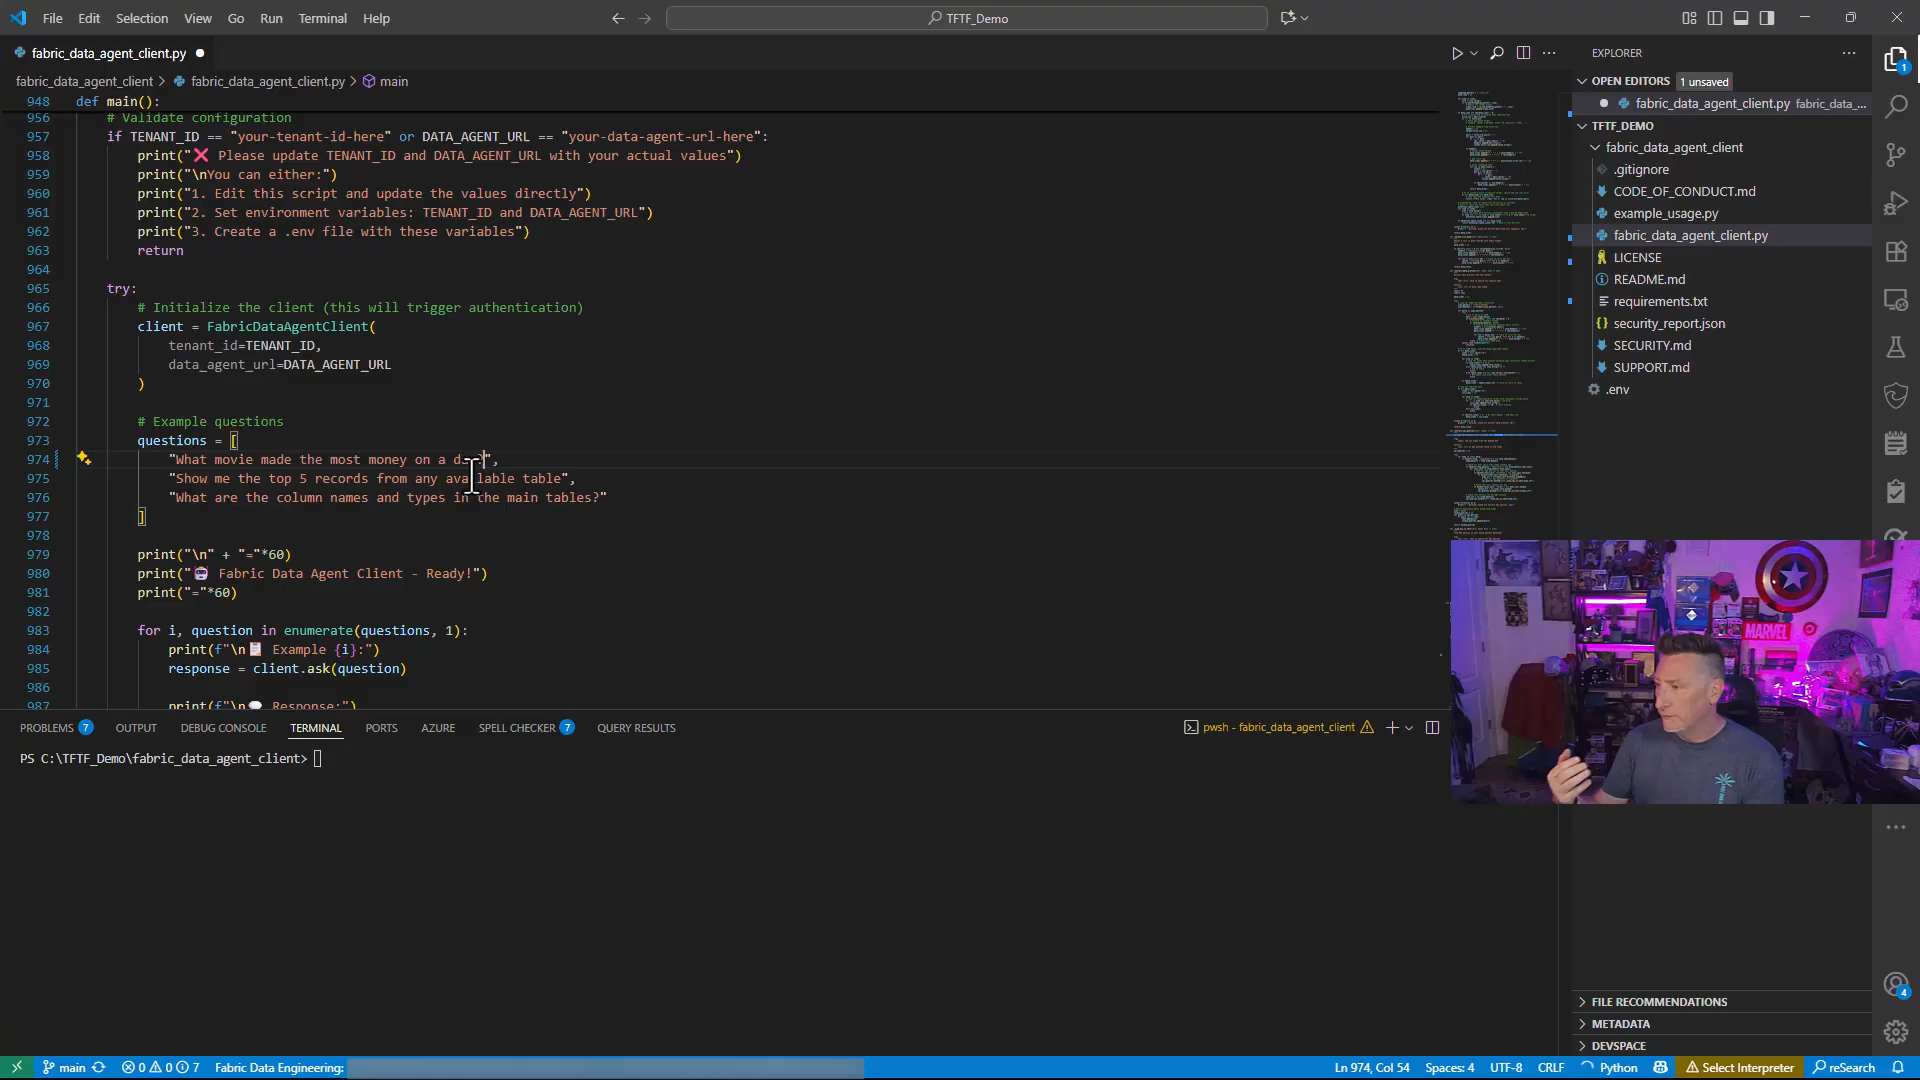 File Edit Selection View Go Run Terminal Help
TFTF_Demo
fabric_data_agent_client.py
fabric_data_agent_client > fabric_data_agent_client.py > main
948 def main():
956 # Validate configuration
957 if TENANT_ID == "your-tenant-id-here" or DATA_AGENT_URL == "your-data-agent-url-here":
958 print("❌ Please update TENANT_ID and DATA_AGENT_URL with your actual values")
959 print("\nYou can either:")
960 print("1. Edit this script and update the values directly")
961 print("2. Set environment variables: TENANT_ID and DATA_AGENT_URL")
962 print("3. Create a .env file with these variables")
963 return
964
965 try:
966 # Initialize the client (this will trigger authentication)
967 client = FabricDataAgentClient(
968 tenant_id=TENANT_ID,
969 data_agent_url=DATA_AGENT_URL
970 )
971
972 # Example questions
973 questions = [
974 "What movie made the most money on a
975 "Show me the top 5 records from any available table",
976 "What are the column names and types in the main tables?"
977 ]
978
979 print("\n" + "="*60)
980 print("🤖 Fabric Data Agent Client - Ready!")
981 print("="*60)
982
983 for i, question in enumerate(questions, 1):
984 print(f"\n📋 Example {i}:")
985 response = client.ask(question)
986
987 print(f"\n💬 Response:")
PROBLEMS 7 OUTPUT DEBUG CONSOLE TERMINAL PORTS AZURE SPELL CHECKER 7 QUERY RESULTS
pwsh - fabric_data_agent_client
PS C:\TFTF_Demo\fabric_data_agent_client>
EXPLORER
OPEN EDITORS 1 unsaved
fabric_data_agent_client.py fabric_data_...
TFTF_DEMO
fabric_data_agent_client
.gitignore
CODE_OF_CONDUCT.md
example_usage.py
fabric_data_agent_client.py
LICENSE
README.md
requirements.txt
security_report.json
SECURITY.md
SUPPORT.md
.env
1
MARVEL
FILE RECOMMENDATIONS
METADATA
DEVSPACE
4
main 0 0 7 Fabric Data Engineering:
Ln 974, Col 54 Spaces: 4 UTF-8 CRLF Python Select Interpreter reSearch